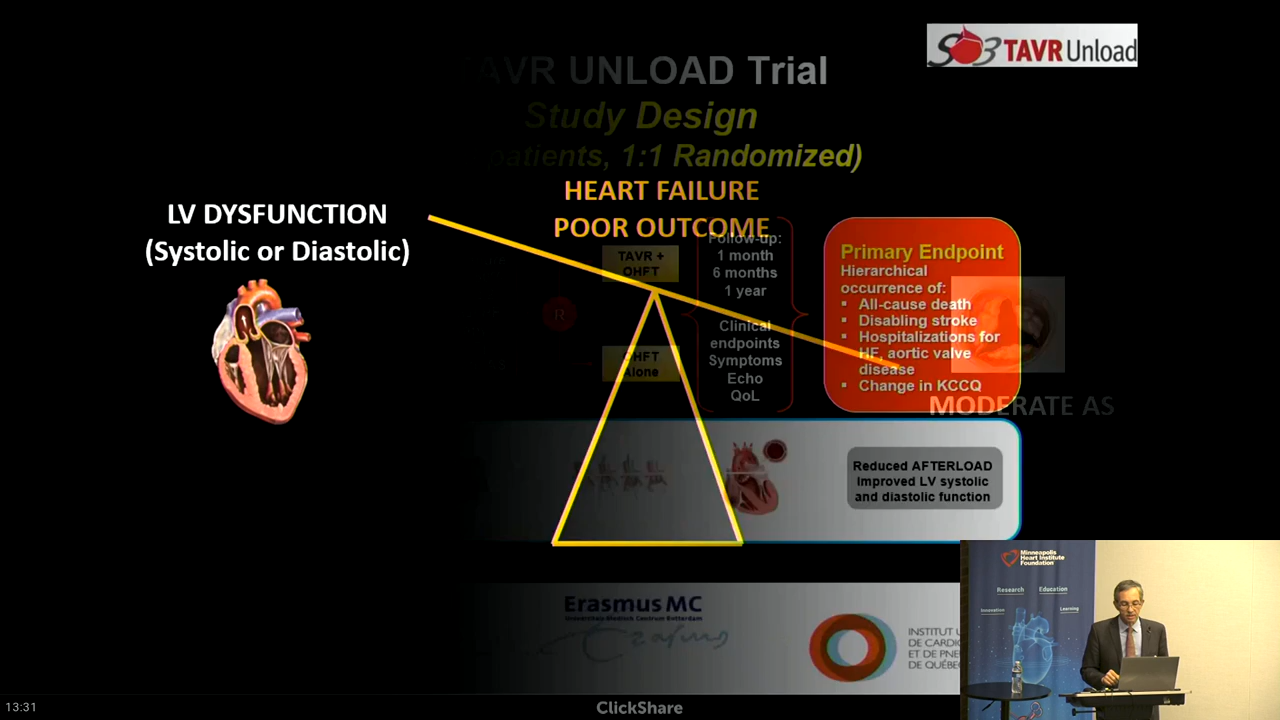 S3 TAVR Unload
TAVR UNLOAD Trial
Study Design
patients, 1:1 Randomized)
HEART FAILURE
POOR OUTCOME
LV DYSFUNCTION
(Systolic or Diastolic)
TAVR +
OHFT
R
OHFT
Alone
Follow-up:
1 month
6 months
1 year
Clinical
endpoints
Symptoms
Echo
QoL
Primary Endpoint
Hierarchical
occurrence of:
▪ All-cause death
▪ Disabling stroke
▪ Hospitalizations for
HF, aortic valve
disease
▪ Change in KCCQ
MODERATE AS
Reduced AFTERLOAD
Improved LV systolic
and diastolic function
Erasmus MC
Universitair Medisch Centrum Rotterdam
Erasmus
INSTITUT
DE CARDIO
ET DE PNE
DE QUÉBEC
Minneapolis
Heart Institute
Foundation
Research
Education
Innovation
Learning
13:31
ClickShare